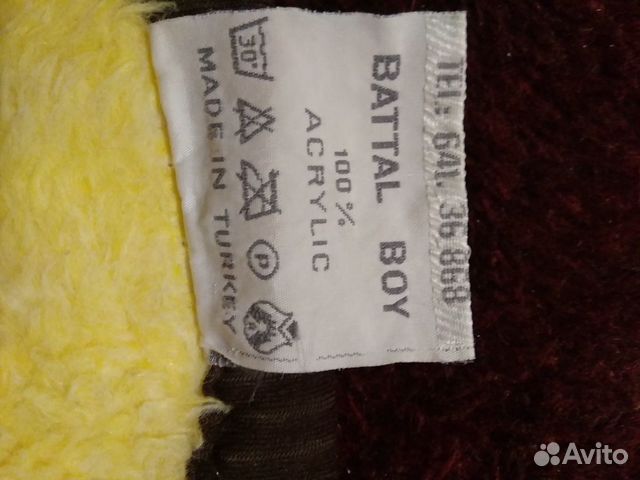 TEL: 641 36 868
BATTAL BOY
100%
ACRYLIC
30°
P
MADE IN TURKEY
Avito